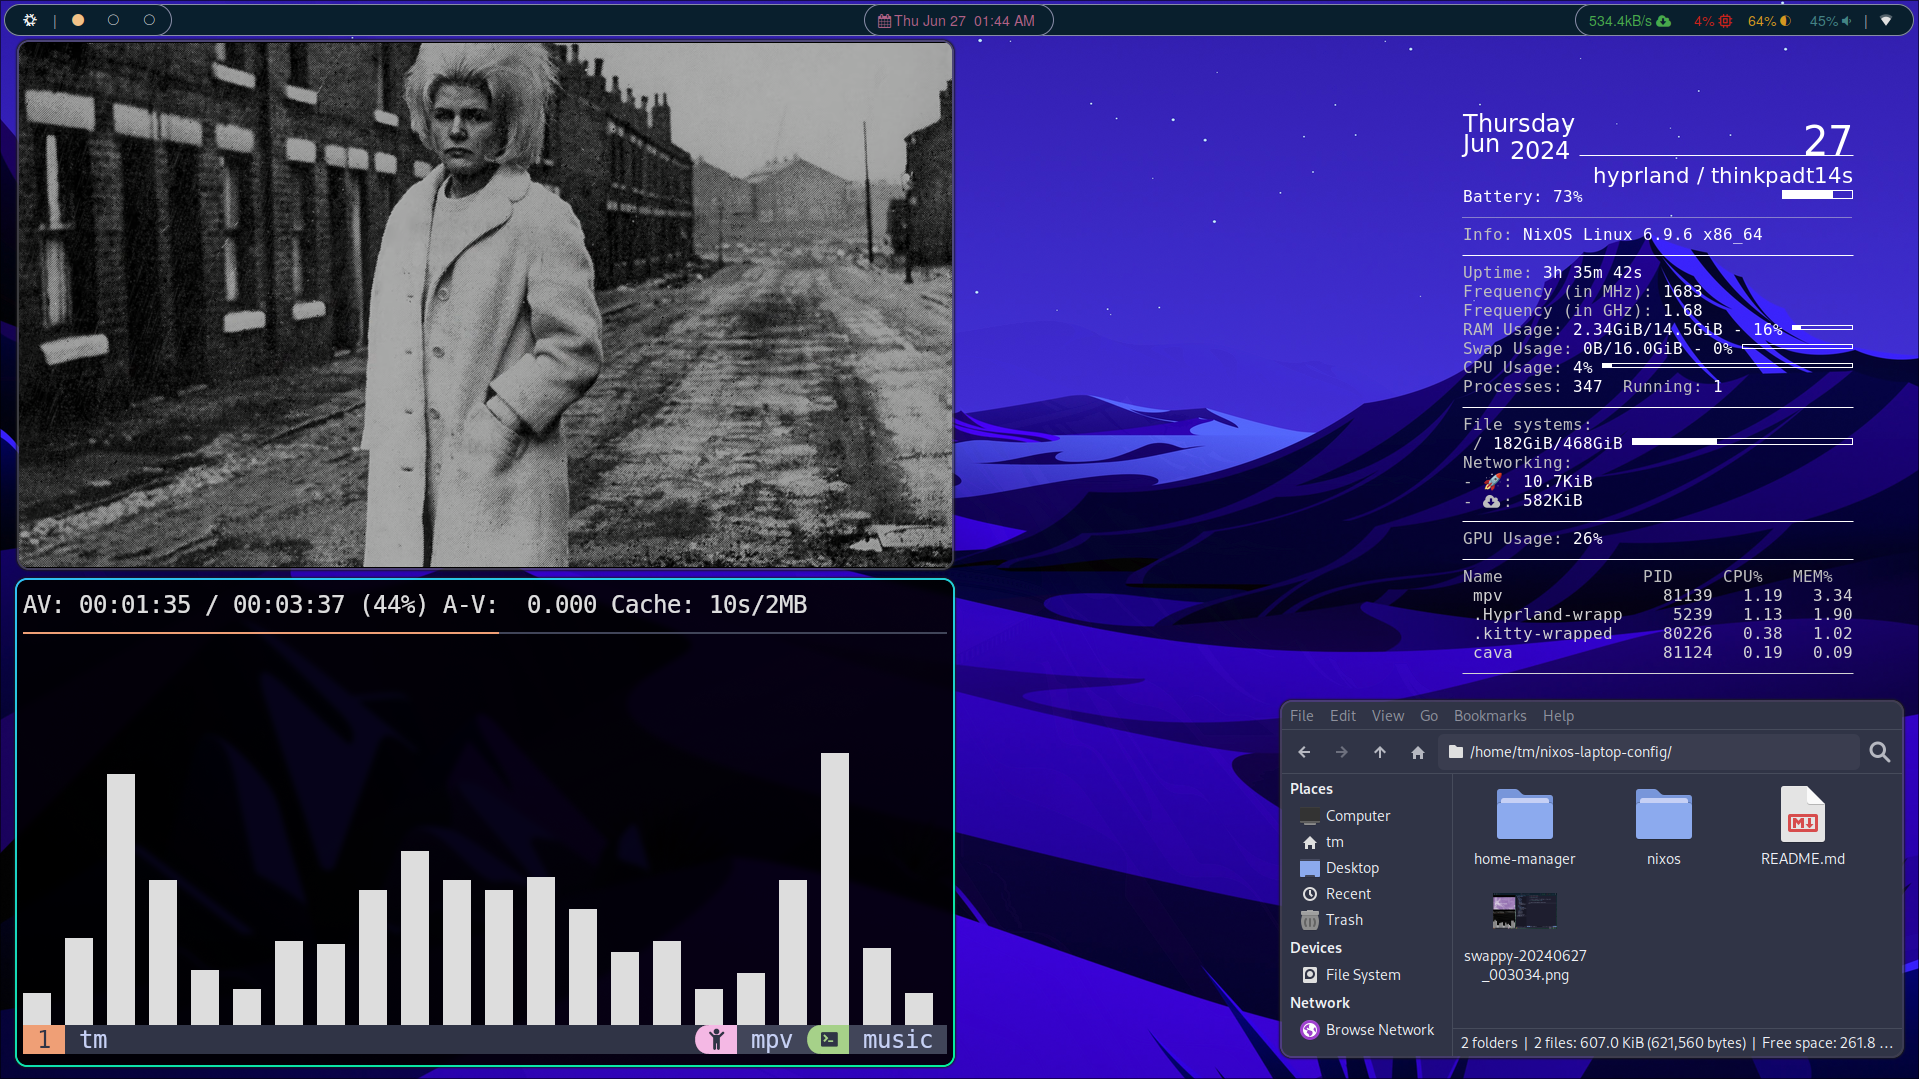 |
Thu Jun 27 01:44 AM
534.4kB/s 4% 64% 45% |
Thursday
Jun 2024 27
hyprland / thinkpadt14s
Battery: 73%
Info: NixOS Linux 6.9.6 x86_64
Uptime: 3h 35m 42s
Frequency (in MHz): 1683
Frequency (in GHz): 1.68
RAM Usage: 2.34GiB/14.5GiB - 16%
Swap Usage: 0B/16.0GiB - 0%
CPU Usage: 4%
Processes: 347 Running: 1
File systems:
/ 182GiB/468GiB
Networking:
- 🚀: 10.7KiB
- : 582KiB
GPU Usage: 26%
Name PID CPU% MEM%
mpv 81139 1.19 3.34
.Hyprland-wrapp 5239 1.13 1.90
.kitty-wrapped 80226 0.38 1.02
cava 81124 0.19 0.09
AV: 00:01:35 / 00:03:37 (44%) A-V: 0.000 Cache: 10s/2MB
1 tm mpv music
File Edit View Go Bookmarks Help
/home/tm/nixos-laptop-config/
Places
Computer
tm
Desktop
Recent
Trash
Devices
File System
Network
Browse Network
home-manager nixos README.md
swappy-20240627
_003034.png
2 folders | 2 files: 607.0 KiB (621,560 bytes) | Free space: 261.8 ...